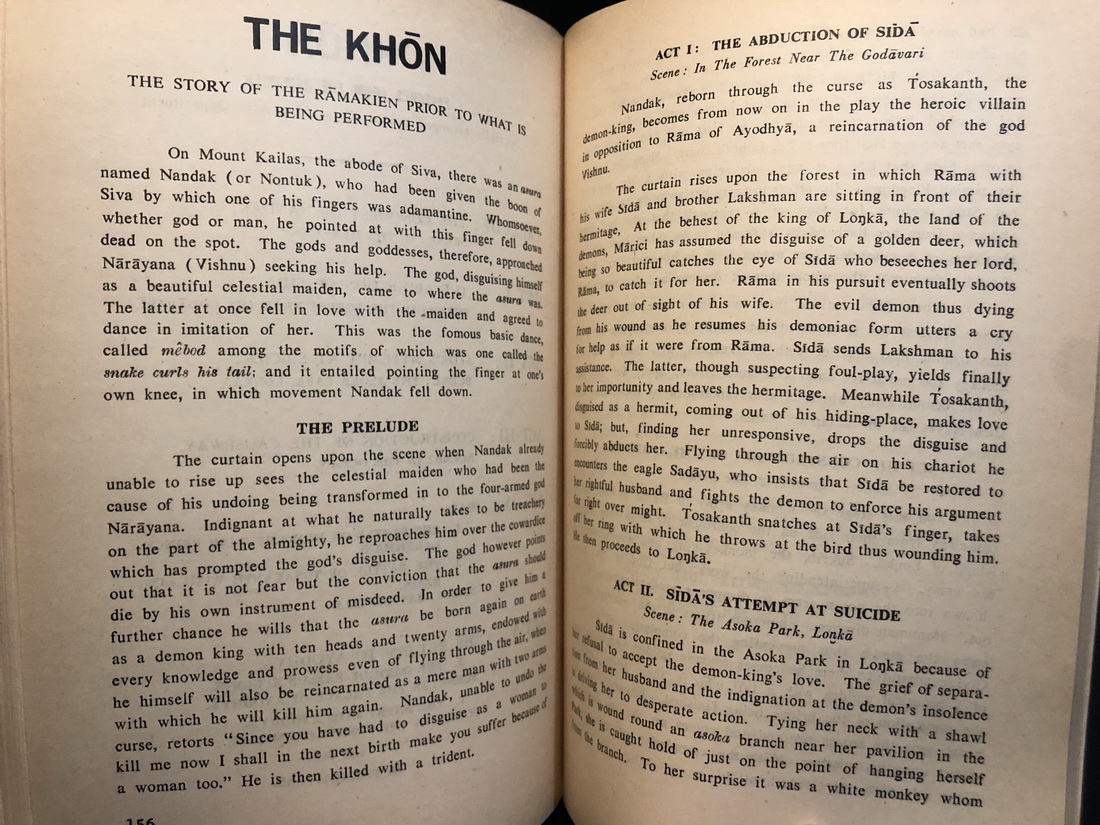 THE KHŌN
THE STORY OF THE RĀMAKIEN PRIOR TO WHAT IS
BEING PERFORMED
On Mount Kailas, the abode of Siva, there was an asura
named Nandak (or Nontuk), who had been given the boon of
Siva by which one of his fingers was adamantine. Whomsoever,
whether god or man, he pointed at with this finger fell down
dead on the spot. The gods and goddesses, therefore, approached
Nārāyana (Vishnu) seeking his help. The god, disguising himself
as a beautiful celestial maiden, came to where the asura was.
The latter at once fell in love with the maiden and agreed to
dance in imitation of her. This was the fomous basic dance,
called mêbod among the motifs of which was one called the
snake curls his tail; and it entailed pointing the finger at one's
own knee, in which movement Nandak fell down.
THE PRELUDE
The curtain opens upon the scene when Nandak already
unable to rise up sees the celestial maiden who had been the
cause of his undoing being transformed in to the four-armed god
Nārāyana. Indignant at what he naturally takes to be treachery
on the part of the almighty, he reproaches him over the cowardice
which has prompted the god's disguise. The god however points
out that it is not fear but the conviction that the asura should
die by his own instrument of misdeed. In order to give him a
further chance he wills that the asura be born again on earth
as a demon king with ten heads and twenty arms, endowed with
every knowledge and prowess even of flying through the air, when
he himself will also be reincarnated as a mere man with two arms
with which he will kill him again. Nandak, unable to undo the
curse, retorts "Since you have had to disguise as a woman to
kill me now I shall in the next birth make you suffer because of
a woman too." He is then killed with a trident.
156
ACT I: THE ABDUCTION OF SĪDĀ
Scene: In The Forest Near The Godāvari
Nandak, reborn through the curse as T́osakanth, the
demon-king, becomes from now on in the play the heroic villain
in opposition to Rāma of Ayodhyā, a reincarnation of the god
Vishnu.
The curtain rises upon the forest in which Rāma with
his wife Sīdā and brother Lakshman are sitting in front of their
hermitage, At the behest of the king of Loŋkā, the land of the
demons, Mārici has assumed the disguise of a golden deer, which
being so beautiful catches the eye of Sīdā who beseeches her lord,
Rāma, to catch it for her. Rāma in his pursuit eventually shoots
the deer out of sight of his wife. The evil demon thus dying
from his wound as he resumes his demoniac form utters a cry
for help as if it were from Rāma. Sīdā sends Lakshman to his
assistance. The latter, though suspecting foul-play, yields finally
to her importunity and leaves the hermitage. Meanwhile T́osakanth,
disguised as a hermit, coming out of his hiding-place, makes love
to Sīdā; but, finding her unresponsive, drops the disguise and
forcibly abducts her. Flying through the air on his chariot he
encounters the eagle Sadāyu, who insists that Sīdā be restored to
her rightful husband and fights the demon to enforce his argument
for right over might. T́osakanth snatches at Sīdā's finger, takes
off her ring with which he throws at the bird thus wounding him.
He then proceeds to Loŋkā.
ACT II. SĪDĀ'S ATTEMPT AT SUICIDE
Scene: The Asoka Park, Loŋkā
Sīdā is confined in the Asoka Park in Loŋkā because of
her refusal to accept the demon-king's love. The grief of separa-
tion from her husband and the indignation at the demon's insolence
is driving her to desperate action. Tying her neck with a shawl
which is wound round an asoka branch near her pavilion in the
Park, she is caught hold of just on the point of hanging herself
from the branch. To her surprise it was a white monkey whom